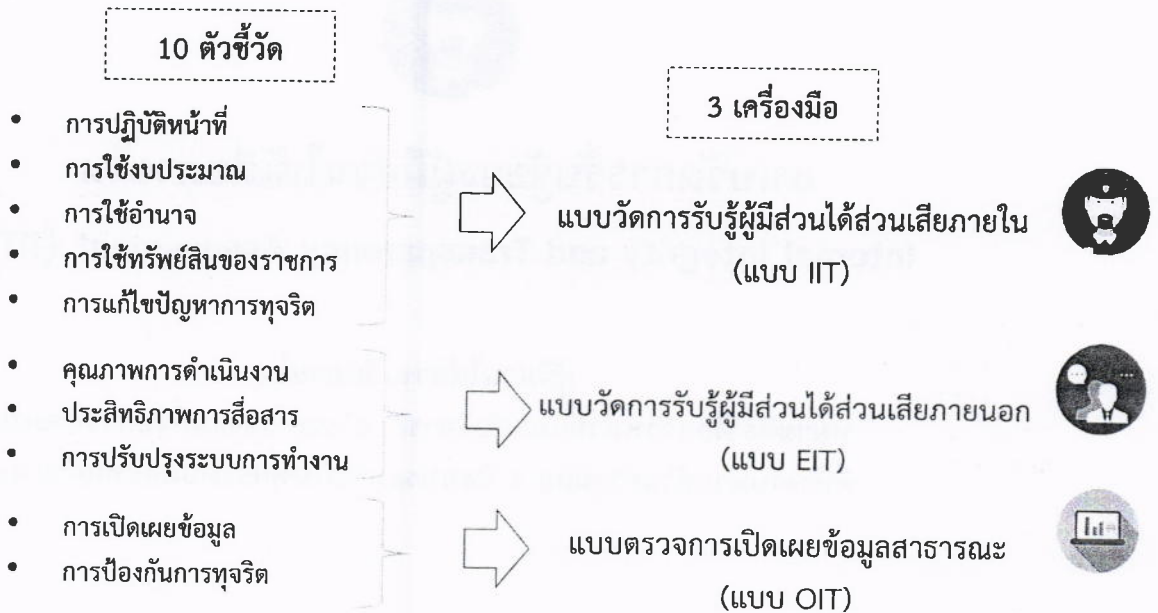 10 ตัวชี้วัด
3 เครื่องมือ
• การปฏิบัติหน้าที่
• การใช้งบประมาณ
• การใช้อำนาจ
• การใช้ทรัพย์สินของราชการ
• การแก้ไขปัญหาการทุจริต
แบบวัดการรับรู้ผู้มีส่วนได้ส่วนเสียภายใน
(แบบ IIT)
• คุณภาพการดำเนินงาน
• ประสิทธิภาพการสื่อสาร
• การปรับปรุงระบบการทำงาน
แบบวัดการรับรู้ผู้มีส่วนได้ส่วนเสียภายนอก
(แบบ EIT)
• การเปิดเผยข้อมูล
• การป้องกันการทุจริต
แบบตรวจการเปิดเผยข้อมูลสาธารณะ
(แบบ OIT)